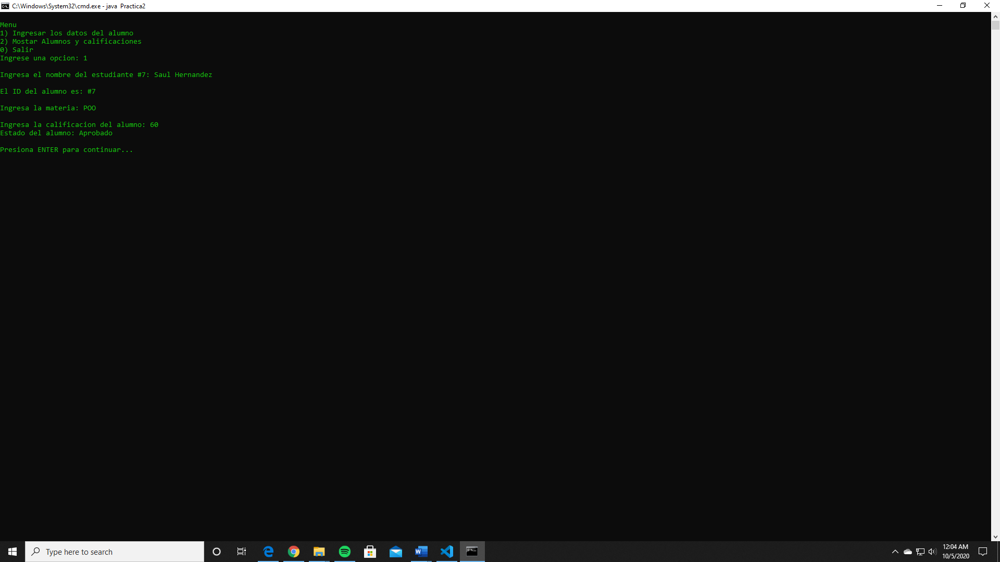 C:\Windows\System32\cmd.exe - java  Practica2
Menu
1) Ingresar los datos del alumno
2) Mostar Alumnos y calificaciones
0) Salir
Ingrese una opcion: 1
Ingresa el nombre del estudiante #7: Saul Hernandez
El ID del alumno es: #7
Ingresa la materia: POO
Ingresa la calificacion del alumno: 60
Estado del alumno: Aprobado
Presiona ENTER para continuar...
Type here to search
12:04 AM
10/5/2020